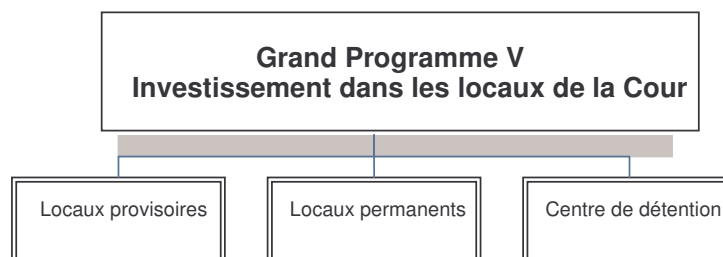 Grand Programme V
Investissement dans les locaux de la Cour
Locaux provisoires
Locaux permanents
Centre de détention